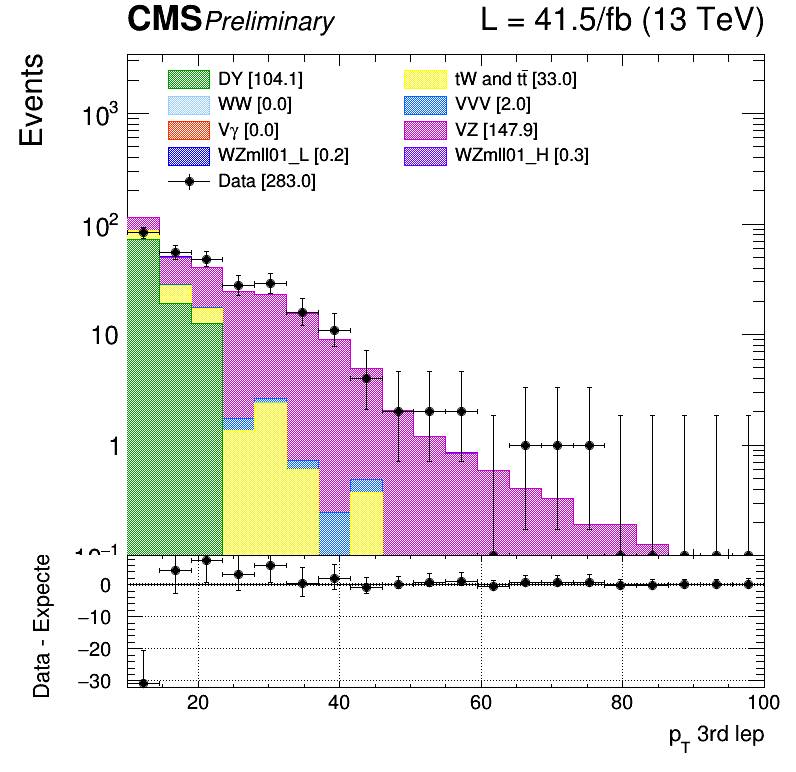 CMS Preliminary L = 41.5/fb (13 TeV)
Events
DY [104.1] tW and tt̄ [33.0]
WW [0.0] VVV [2.0]
Vγ [0.0] VZ [147.9]
WZmll01_L [0.2] WZmll01_H [0.3]
Data [283.0]
10³
10²
10
1
Data - Expecte
0
−10
−20
−30
20 40 60 80 100
p_T 3rd lep